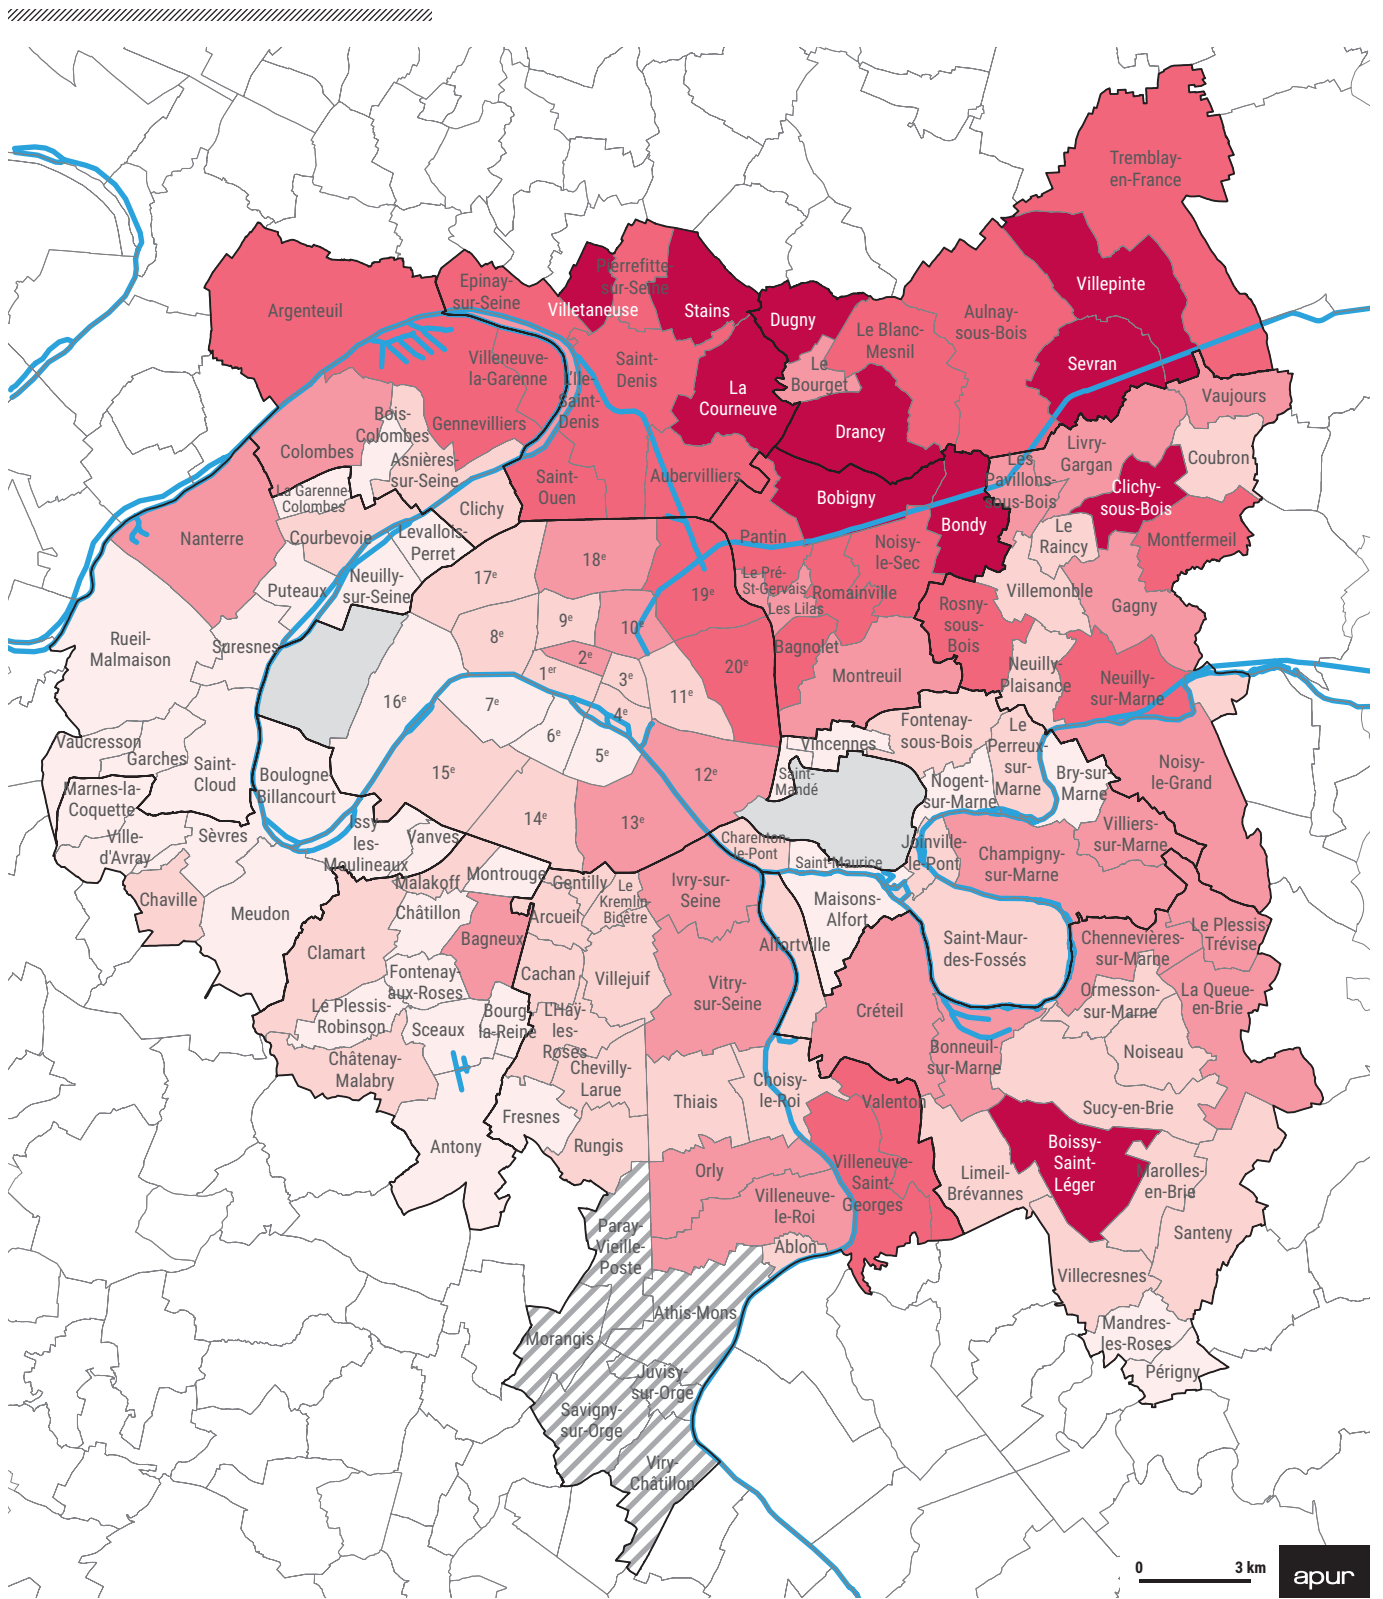 Tremblay-
en-France
Argenteuil
Epinay-
sur-Seine
Villetaneuse
Pierrefitte-
sur-Seine
Stains
Dugny
Villepinte
Aulnay-
sous-Bois
Le Blanc-
Mesnil
Le
Bourget
Sevran
Villeneuve-
la-Garenne
L'Ile-
Saint-
Denis
Saint-
Denis
La
Courneuve
Drancy
Vaujours
Bois-
Colombes
Colombes
Gennevilliers
Asnières-
sur-Seine
Livry-
Gargan
Coubron
Les
Pavillons-
sous-Bois
Clichy-
sous-Bois
La Garenne-
Colombes
Saint-
Ouen
Aubervilliers
Bobigny
Bondy
Clichy
Nanterre
Courbevoie
Levallois-
Perret
Pantin
Noisy-
le-Sec
Le
Raincy
Montfermeil
Puteaux
Neuilly-
sur-Seine
17e
18e
19e
Le Pré-
St-Gervais
Les Lilas
Romainville
Villemonble
Gagny
Rueil-
Malmaison
Suresnes
8e
9e
10e
2e
1er
3e
20e
Bagnolet
Rosny-
sous-
Bois
Montreuil
Neuilly-
Plaisance
Neuilly-
sur-Marne
16e
7e
4e
11e
6e
5e
Vaucresson
Garches
Saint-
Cloud
Boulogne
Billancourt
15e
12e
Vincennes
Saint-
Mandé
Fontenay-
sous-Bois
Le
Perreux-
sur-
Marne
Nogent-
sur-Marne
Bry-sur-
Marne
Noisy-
le-Grand
Marnes-la-
Coquette
Ville-
d'Avray
Sèvres
Issy
les-
Moulineaux
Vanves
14e
13e
Charenton-
le-Pont
Saint-Maurice
Joinville-
le-Pont
Champigny-
sur-Marne
Villiers-
sur-Marne
Chaville
Meudon
Malakoff
Montrouge
Gentilly
Le
Kremlin-
Bicêtre
Ivry-sur-
Seine
Maisons-
Alfort
Clamart
Châtillon
Bagneux
Arcueil
Alfortville
Saint-Maur-
des-Fossés
Chennevières-
sur-Marne
Le Plessis-
Trévise
Fontenay-
aux-Roses
Cachan
Villejuif
Vitry-
sur-Seine
Créteil
Ormesson-
sur-Marne
La Queue-
en-Brie
Le Plessis-
Robinson
Sceaux
Bourg-
la-Reine
L'Haÿ-
les-
Roses
Bonneuil-
sur-Marne
Noiseau
Châtenay-
Malabry
Chevilly-
Larue
Thiais
Choisy-
le-Roi
Valenton
Sucy-en-Brie
Antony
Fresnes
Rungis
Orly
Villeneuve-
le-Roi
Villeneuve-
Saint-
Georges
Limeil-
Brévannes
Boissy-
Saint-
Léger
Marolles-
en-Brie
Santeny
Paray-
Vieille-
Poste
Ablon
Villecresnes
Athis-Mons
Morangis
Mandres-
les-Roses
Périgny
Juvisy-
sur-Orge
Savigny-
sur-Orge
Viry-
Châtillon
0 3 km
apur